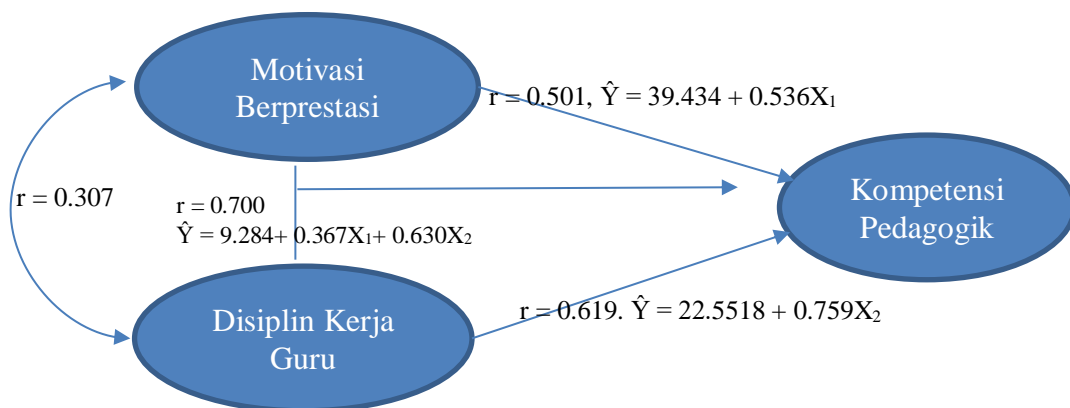 Motivasi
Berprestasi
r = 0.501, Ŷ = 39.434 + 0.536X₁
Kompetensi
Pedagogik
r = 0.307
r = 0.700
Ŷ = 9.284+ 0.367X₁+ 0.630X₂
Disiplin Kerja
Guru
r = 0.619. Ŷ = 22.5518 + 0.759X₂